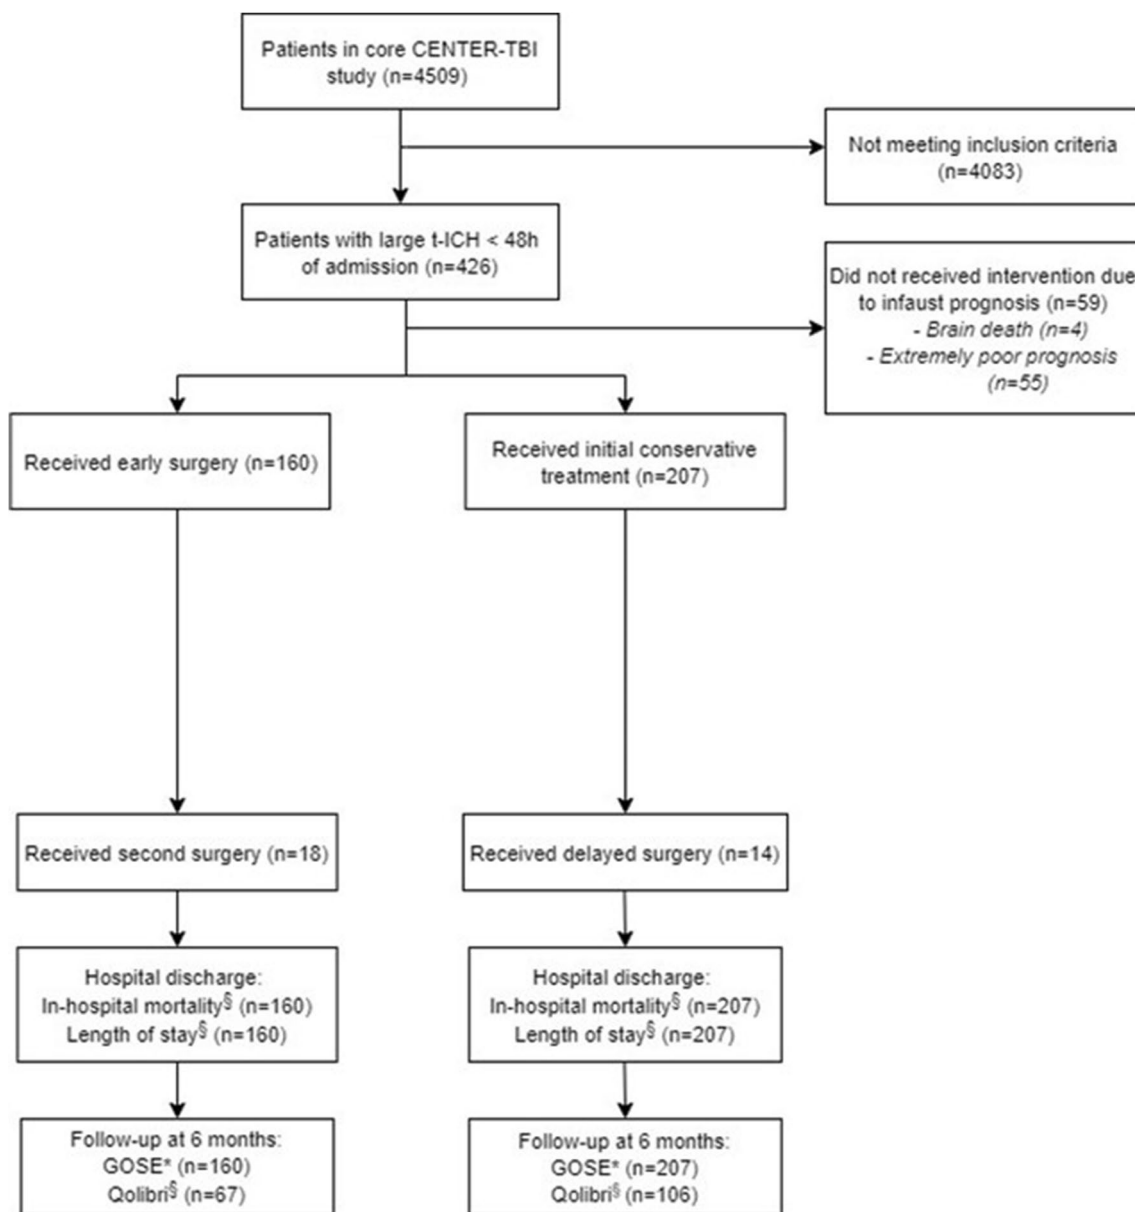 Patients in core CENTER-TBI
study (n=4509)
Not meeting inclusion criteria
(n=4083)
Patients with large t-ICH < 48h
of admission (n=426)
Did not received intervention due
to infaust prognosis (n=59)
- Brain death (n=4)
- Extremely poor prognosis
(n=55)
Received early surgery (n=160)
Received initial conservative
treatment (n=207)
Received second surgery (n=18)
Received delayed surgery (n=14)
Hospital discharge:
In-hospital mortality§ (n=160)
Length of stay§ (n=160)
Hospital discharge:
In-hospital mortality§ (n=207)
Length of stay§ (n=207)
Follow-up at 6 months:
GOSE* (n=160)
Qolibri§ (n=67)
Follow-up at 6 months:
GOSE* (n=207)
Qolibri§ (n=106)